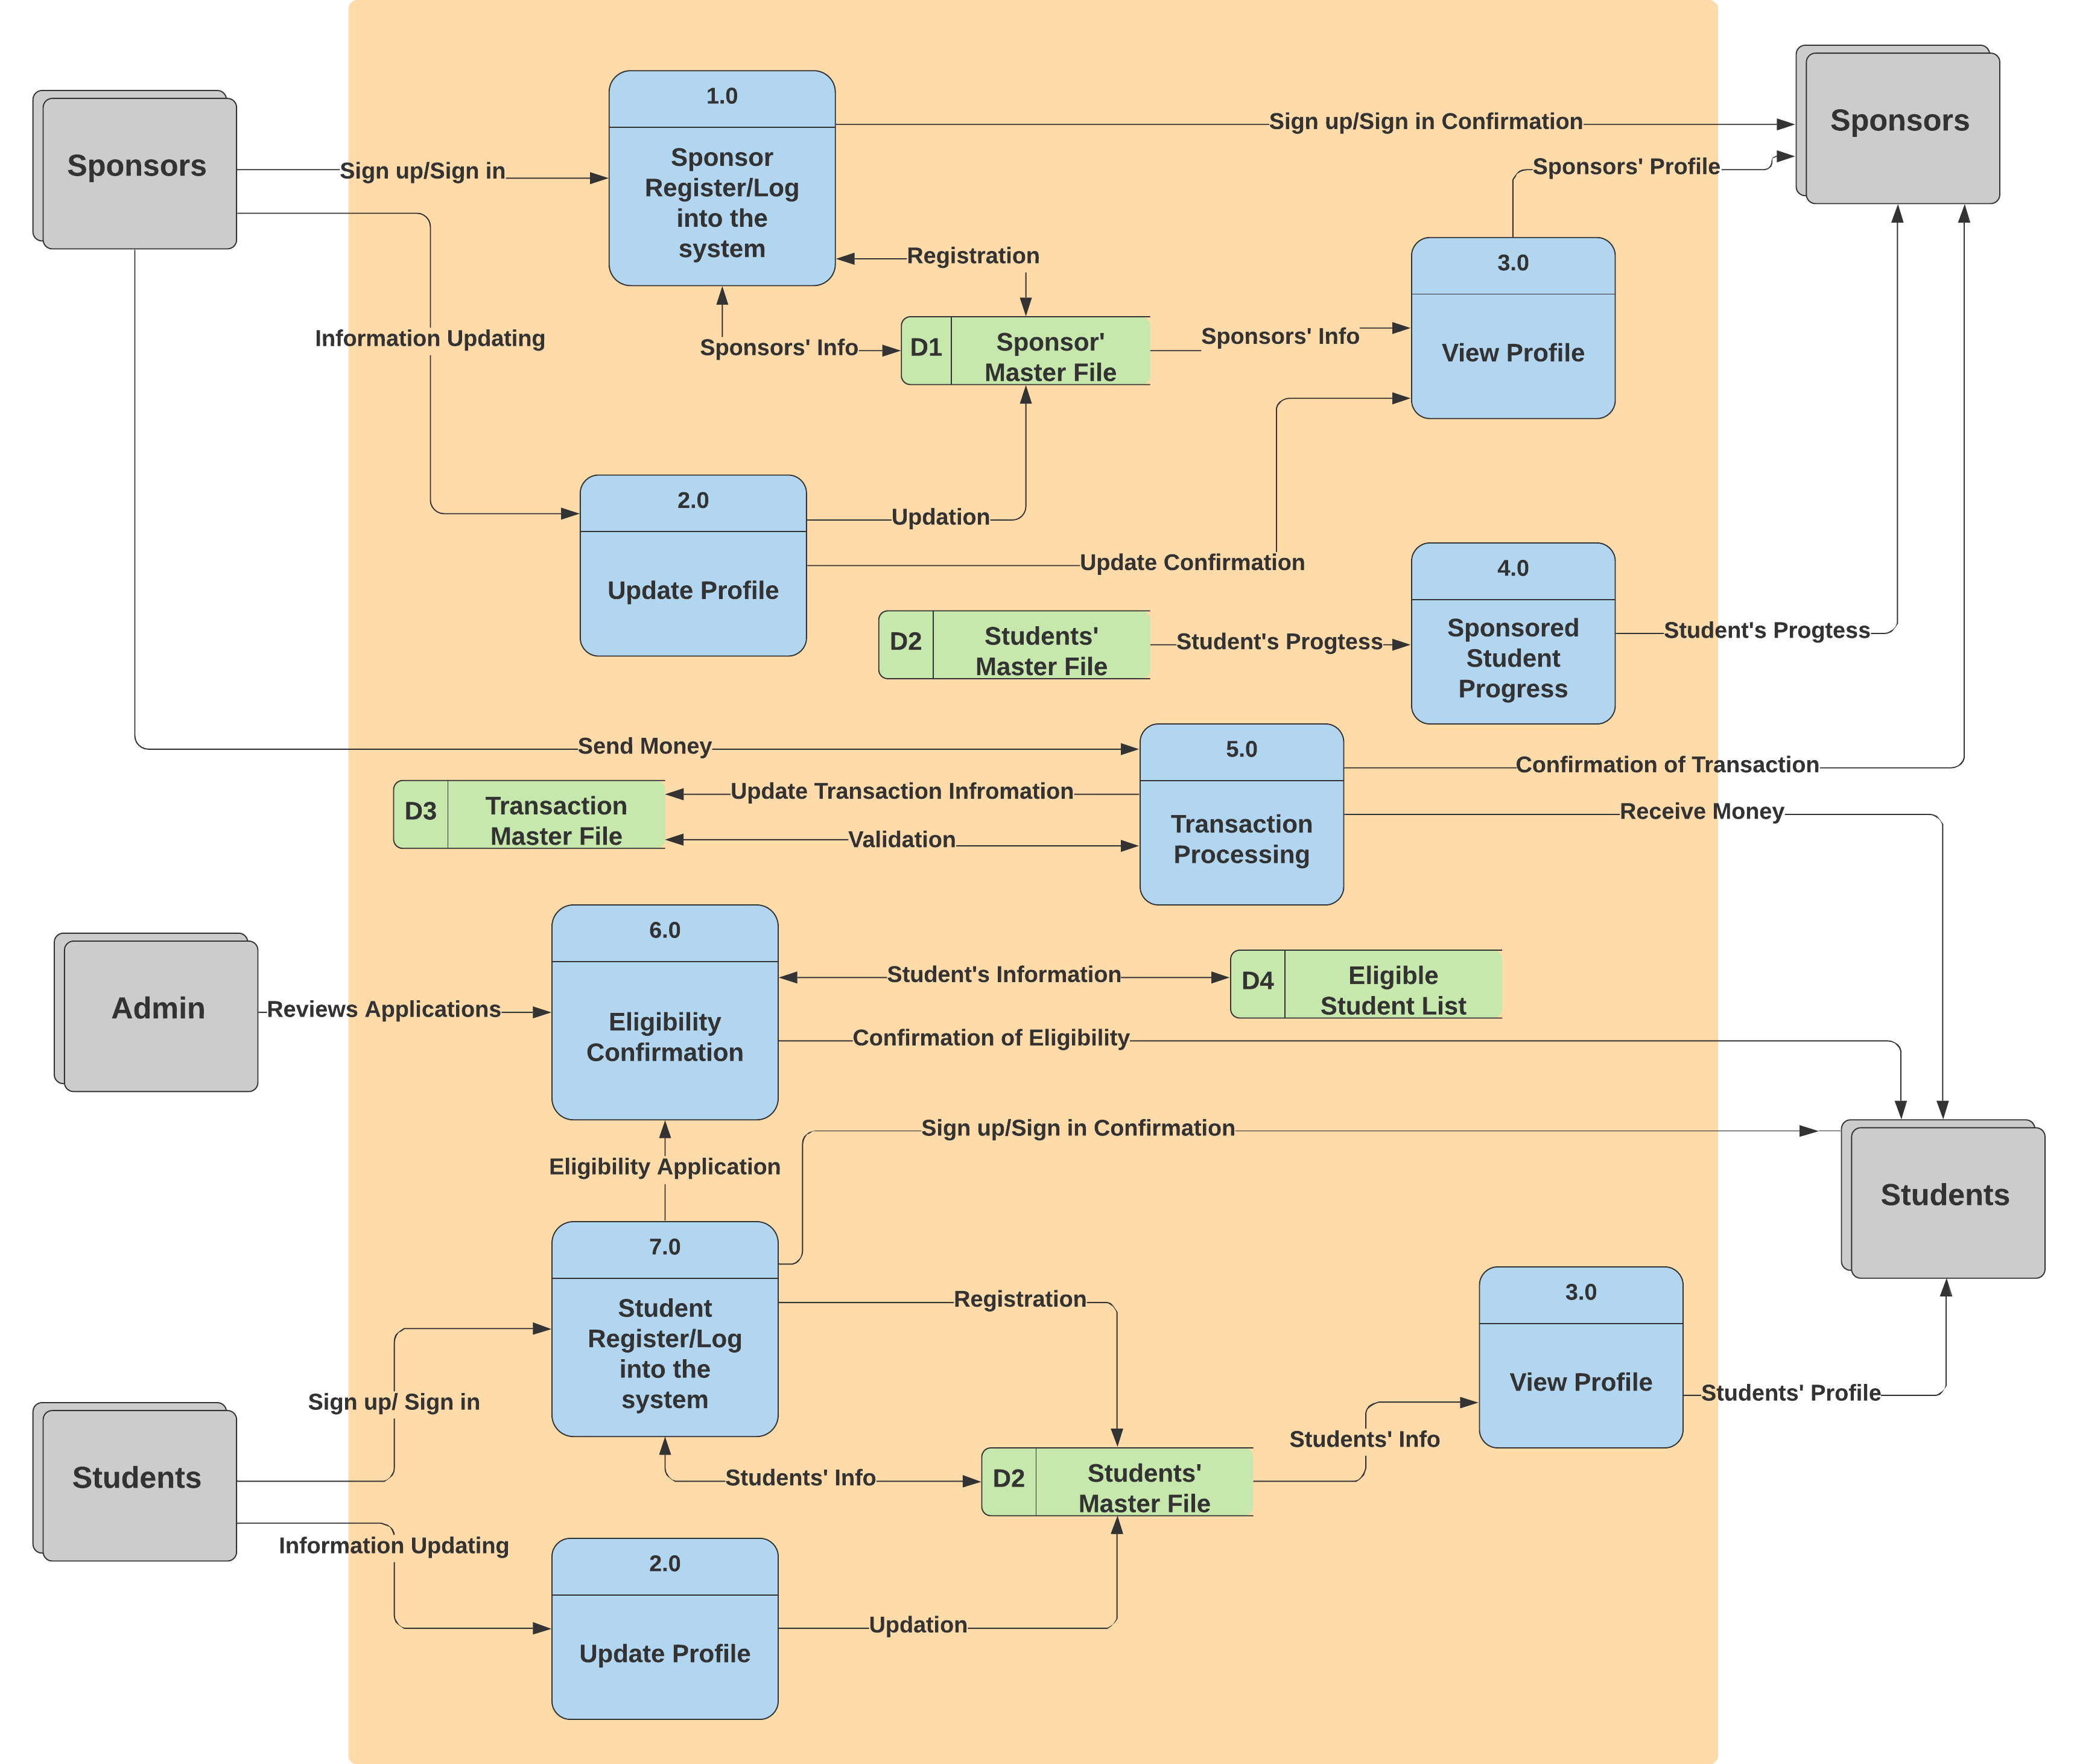 1.0
Sponsors
Sign up/Sign in Confirmation
Sponsors
Sign up/Sign in
Sponsor
Register/Log
into the
system
Sponsors' Profile
Registration
3.0
Information Updating
Sponsors' Info
D1
Sponsor'
Master File
Sponsors' Info
View Profile
2.0
Updation
Update Confirmation
Update Profile
4.0
D2
Students'
Master File
Student's Progtess
Sponsored
Student
Progress
Student's Progtess
Send Money
5.0
Confirmation of Transaction
D3
Transaction
Master File
Update Transaction Infromation
Receive Money
Validation
Transaction
Processing
6.0
Admin
Reviews Applications
Student's Information
D4
Eligible
Student List
Eligibility
Confirmation
Confirmation of Eligibility
Sign up/Sign in Confirmation
Eligibility Application
Students
7.0
Registration
3.0
Student
Register/Log
into the
system
Sign up/ Sign in
View Profile
Students' Profile
Students' Info
Students
Students' Info
D2
Students'
Master File
Information Updating
2.0
Updation
Update Profile